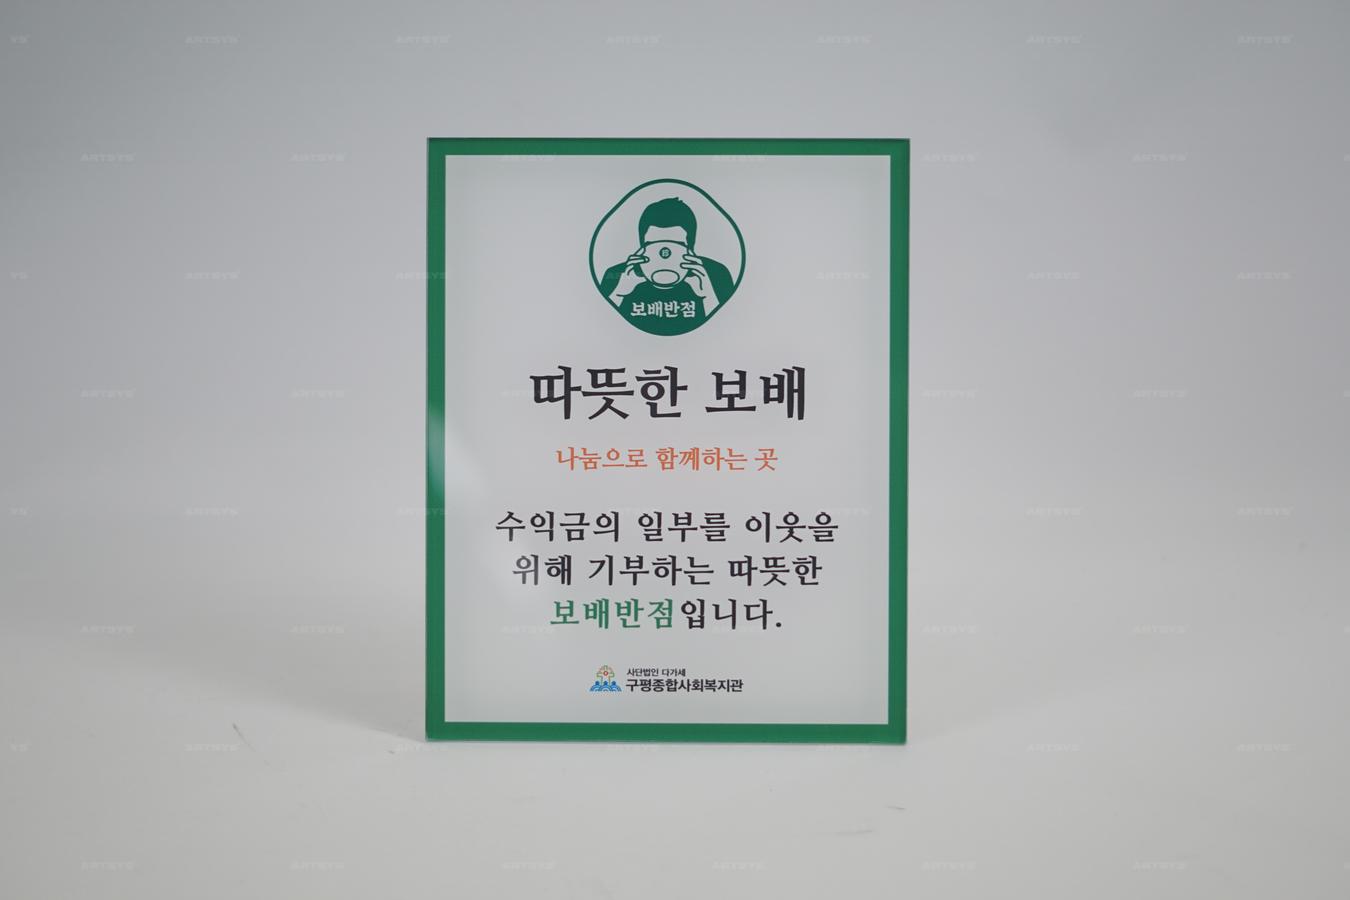 보배반점
따뜻한 보배
나눔으로 함께하는 곳
수익금의 일부를 이웃을
위해 기부하는 따뜻한
보배반점입니다.
사단법인 다가세
구평종합사회복지관
ARTSYS